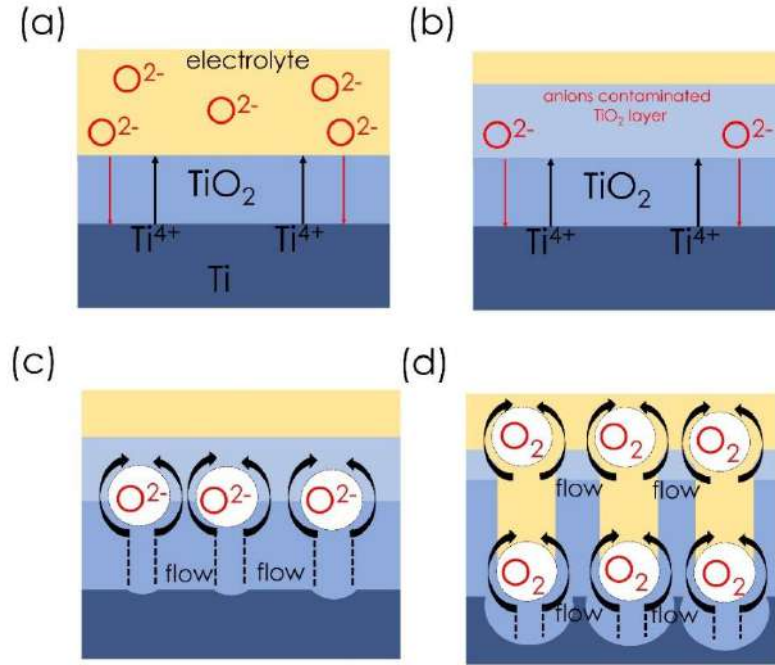 (a)
electrolyte
O²⁻
O²⁻
O²⁻
O²⁻
O²⁻
TiO₂
Ti⁴⁺ Ti⁴⁺
Ti
(b)
anions contaminated
TiO₂ layer
O²⁻ O²⁻
TiO₂
Ti⁴⁺ Ti⁴⁺
(c)
O²⁻ O²⁻ O²⁻
flow flow
(d)
O₂ O₂ O₂
flow flow
O₂ O₂ O₂
flow flow